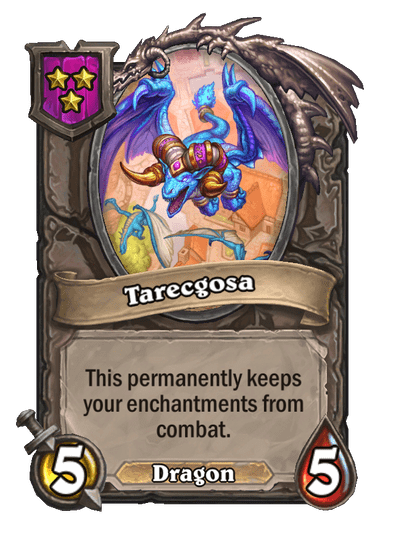 Tarecgosa
This permanently keeps
your enchantments from
combat.
5
Dragon
5